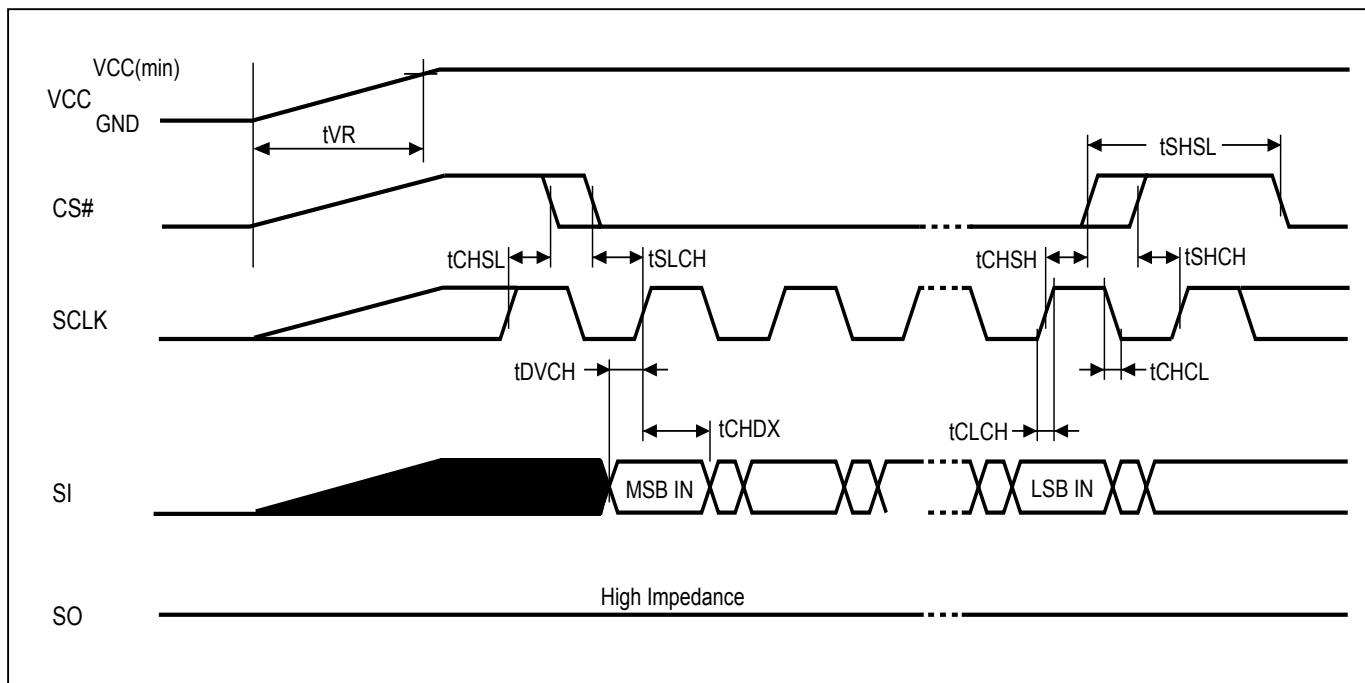 VCC(min)
VCC
GND
tVR
tSHSL
CS#
tCHSL
tSLCH
tCHSH
tSHCH
SCLK
tDVCH
tCHCL
tCHDX
tCLCH
SI
MSB IN
LSB IN
High Impedance
SO